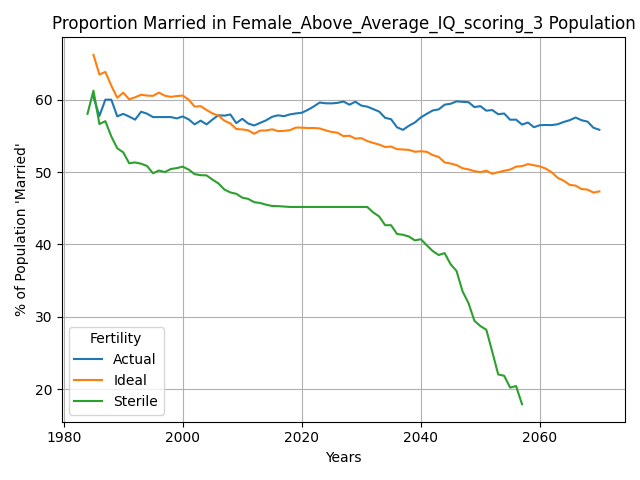 Proportion Married in Female_Above_Average_IQ_scoring_3 Population
% of Population 'Married'
60
50
40
30
20
Fertility
Actual
Ideal
Sterile
1980
2000
2020
2040
2060
Years